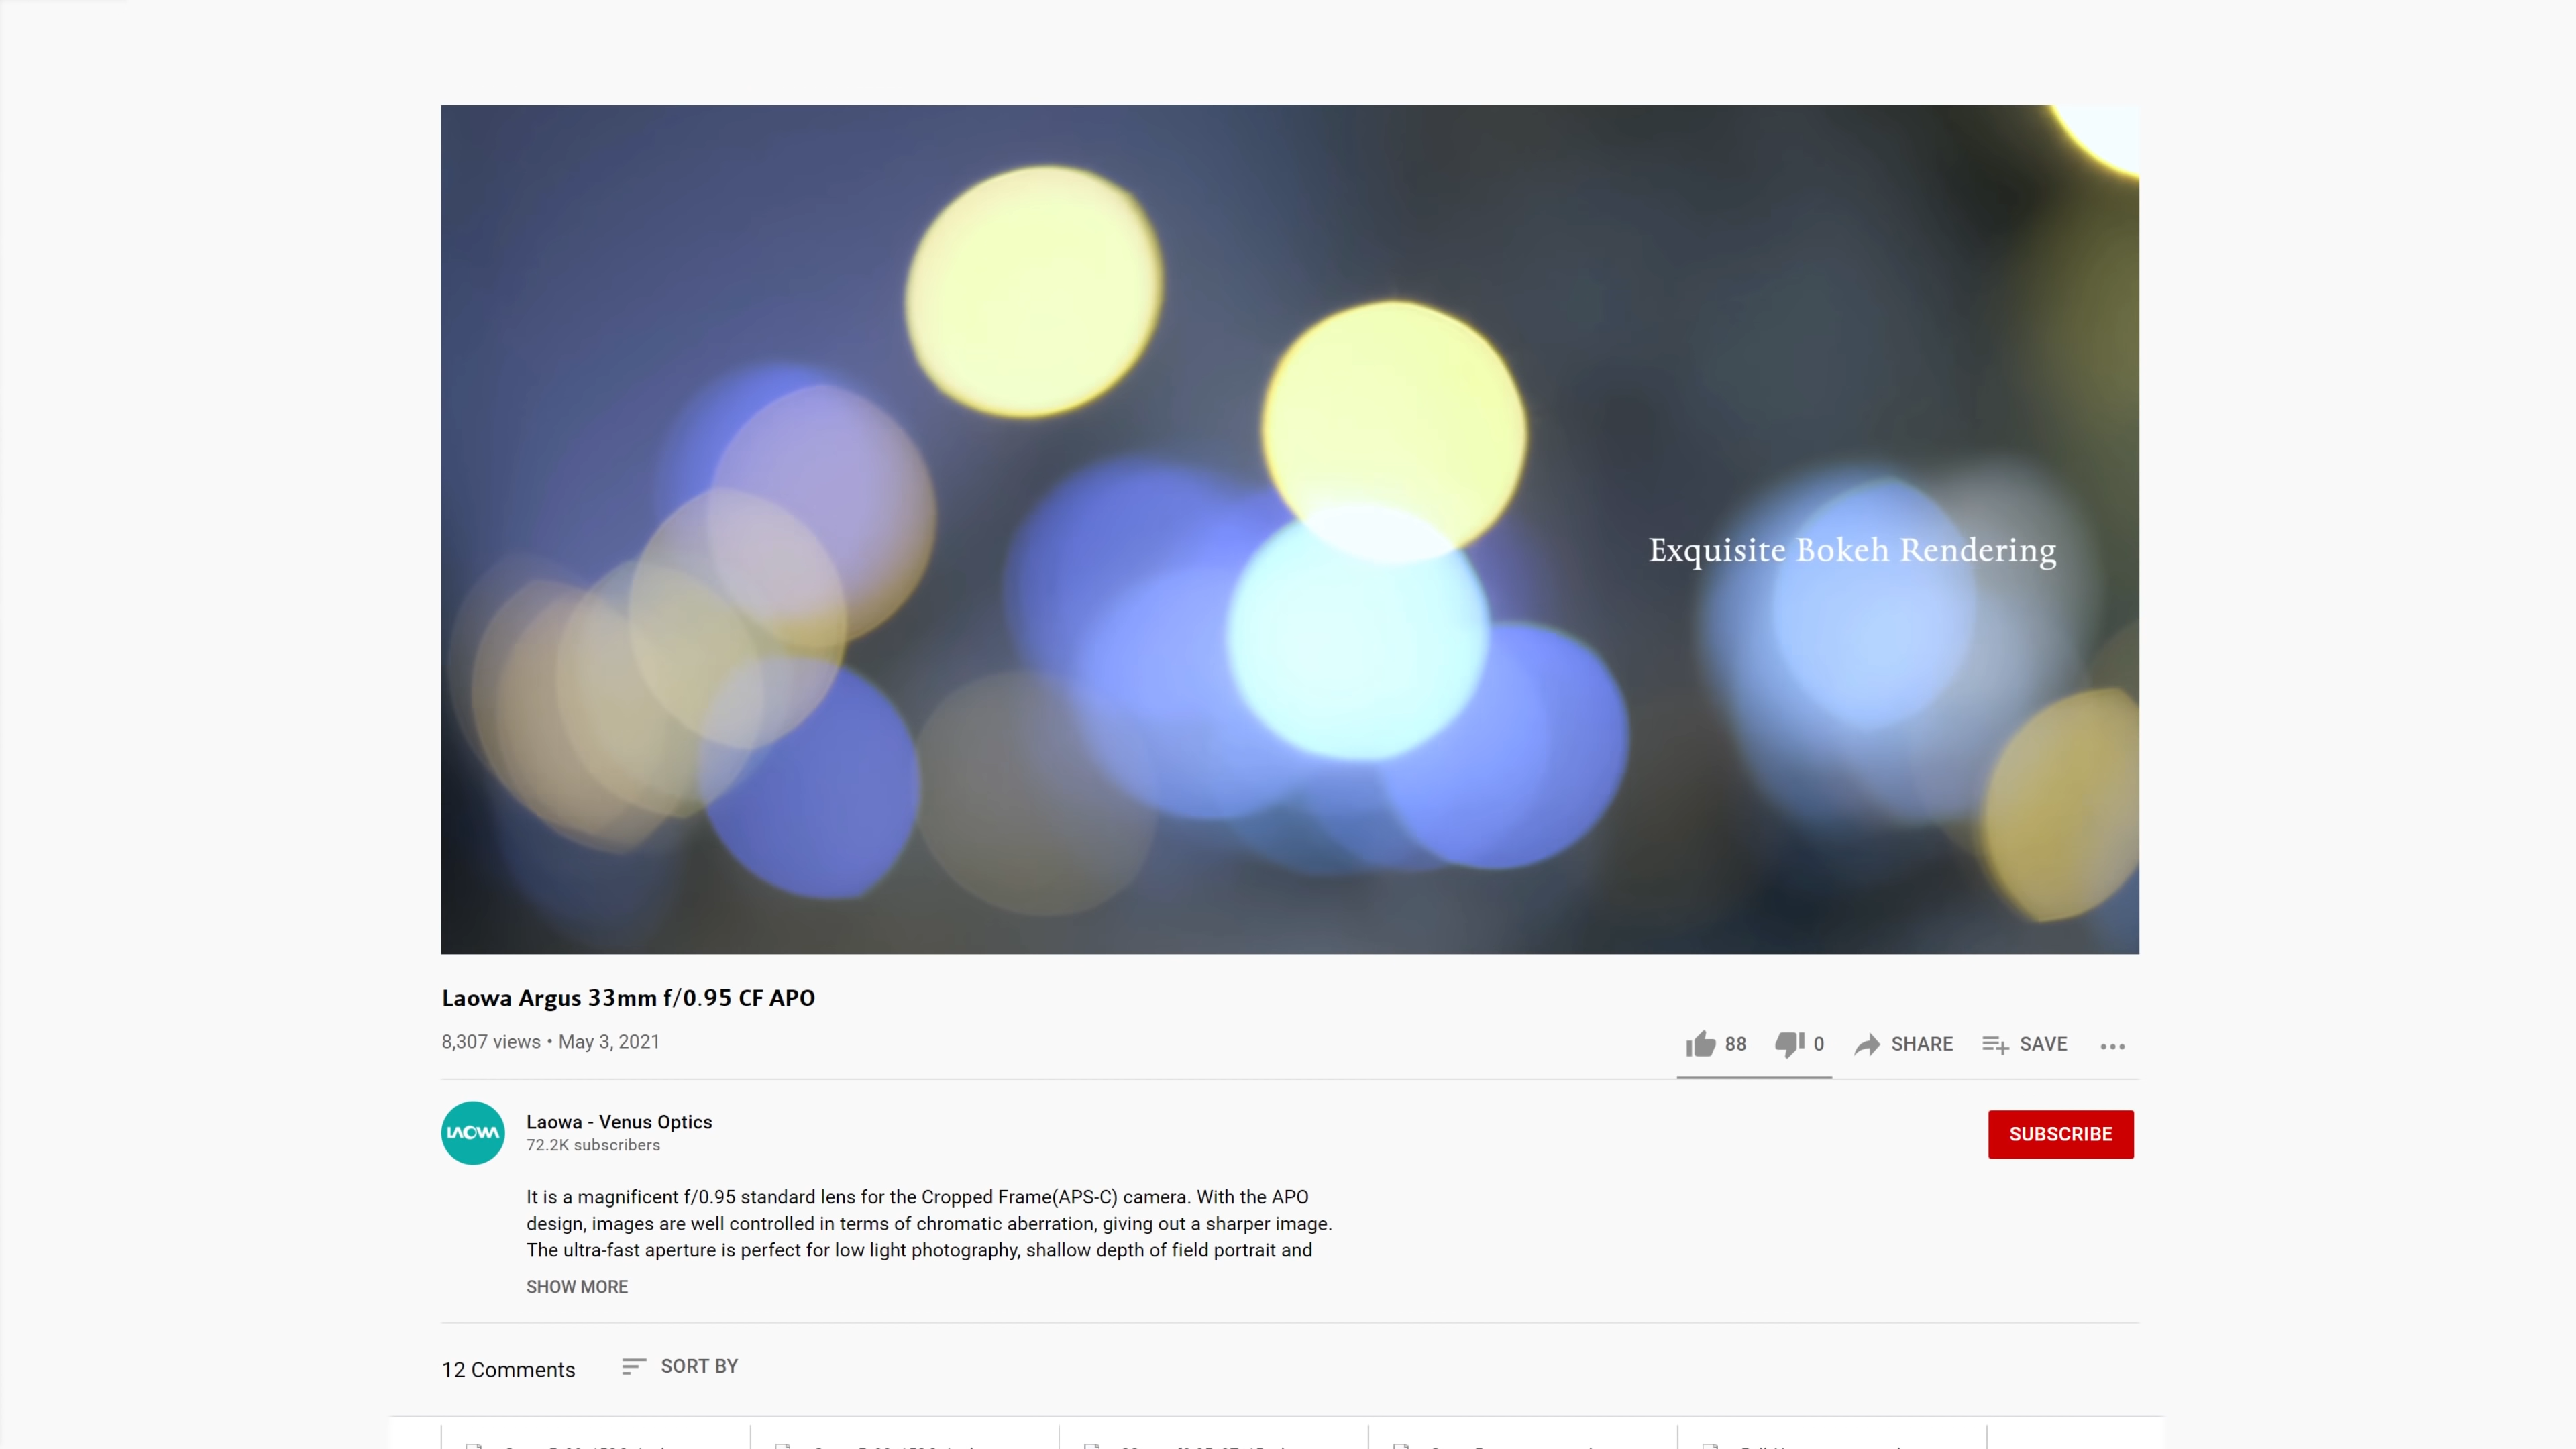 Exquisite Bokeh Rendering
Laowa Argus 33mm f/0.95 CF APO
8,307 views • May 3, 2021
88
0
SHARE
SAVE
LAOWA
Laowa - Venus Optics
72.2K subscribers
SUBSCRIBE
It is a magnificent f/0.95 standard lens for the Cropped Frame(APS-C) camera. With the APO
design, images are well controlled in terms of chromatic aberration, giving out a sharper image.
The ultra-fast aperture is perfect for low light photography, shallow depth of field portrait and
SHOW MORE
12 Comments
SORT BY